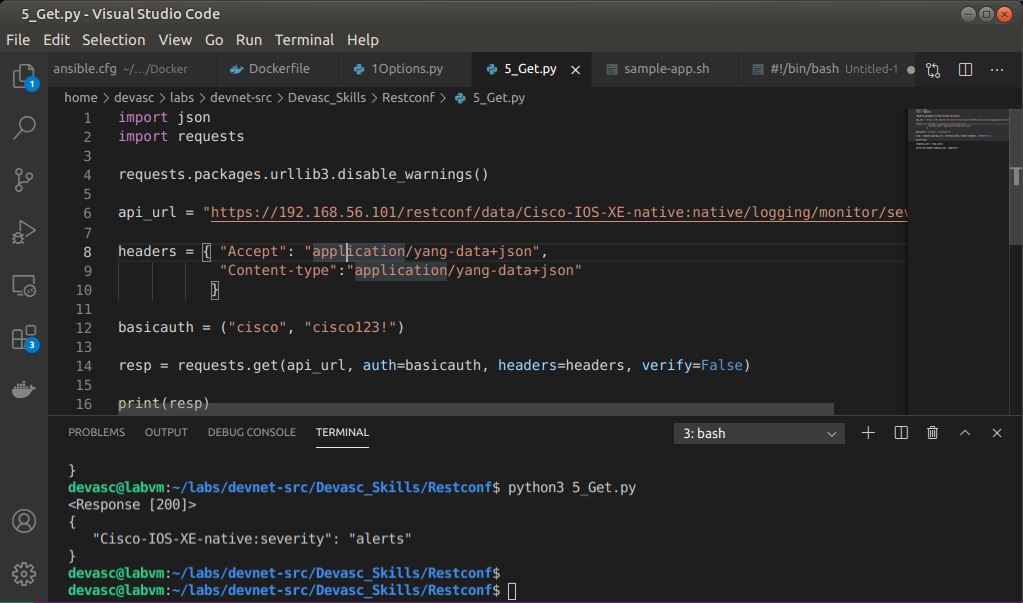 5_Get.py - Visual Studio Code
File Edit Selection View Go Run Terminal Help
ansible.cfg ~/.../Docker Dockerfile 1Options.py 5_Get.py sample-app.sh #!/bin/bash Untitled-1
home > devasc > labs > devnet-src > Devasc_Skills > Restconf > 5_Get.py
1 import json
2 import requests
3
4 requests.packages.urllib3.disable_warnings()
5
6 api_url = "https://192.168.56.101/restconf/data/Cisco-IOS-XE-native:native/logging/monitor/sev
7
8 headers = { "Accept": "application/yang-data+json",
9 "Content-type":"application/yang-data+json"
10 }
11
12 basicauth = ("cisco", "cisco123!")
13
14 resp = requests.get(api_url, auth=basicauth, headers=headers, verify=False)
15
16 print(resp)
1
3
PROBLEMS OUTPUT DEBUG CONSOLE TERMINAL 3: bash
}
devasc@labvm:~/labs/devnet-src/Devasc_Skills/Restconf$ python3 5_Get.py
<Response [200]>
{
"Cisco-IOS-XE-native:severity": "alerts"
}
devasc@labvm:~/labs/devnet-src/Devasc_Skills/Restconf$
devasc@labvm:~/labs/devnet-src/Devasc_Skills/Restconf$